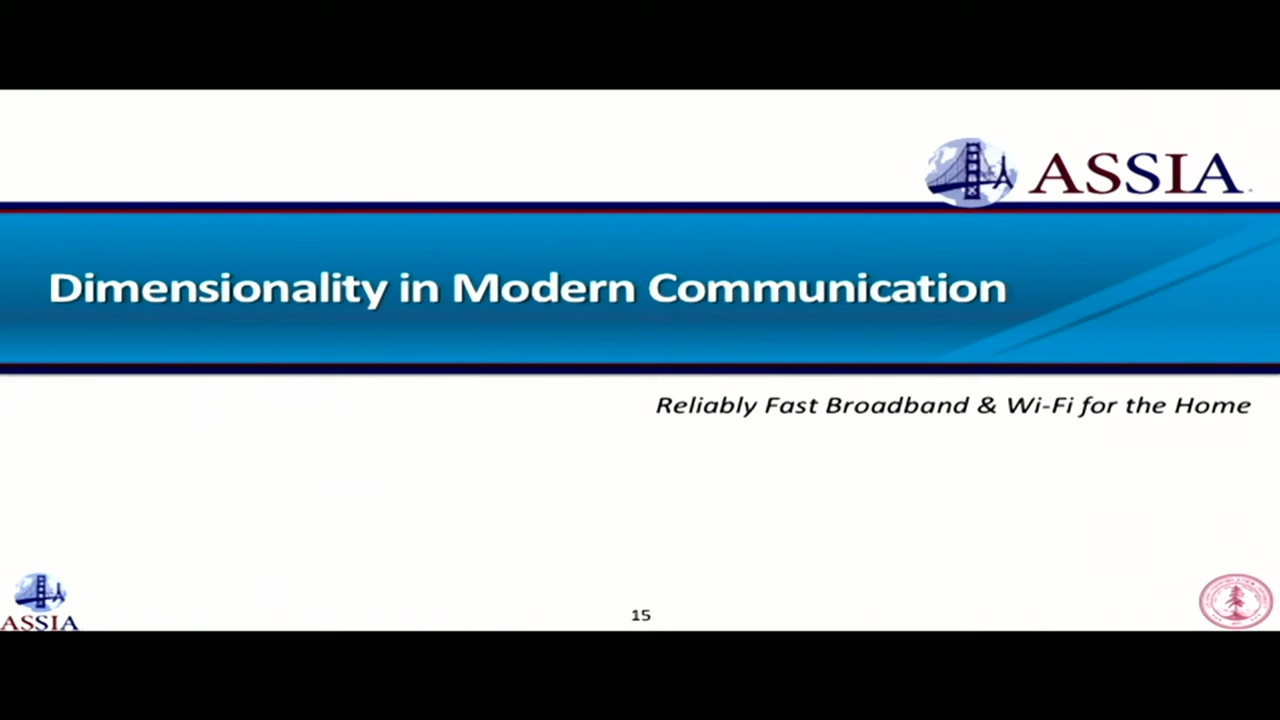 ASSIA
Dimensionality in Modern Communication
Reliably Fast Broadband & Wi-Fi for the Home
ASSIA
15